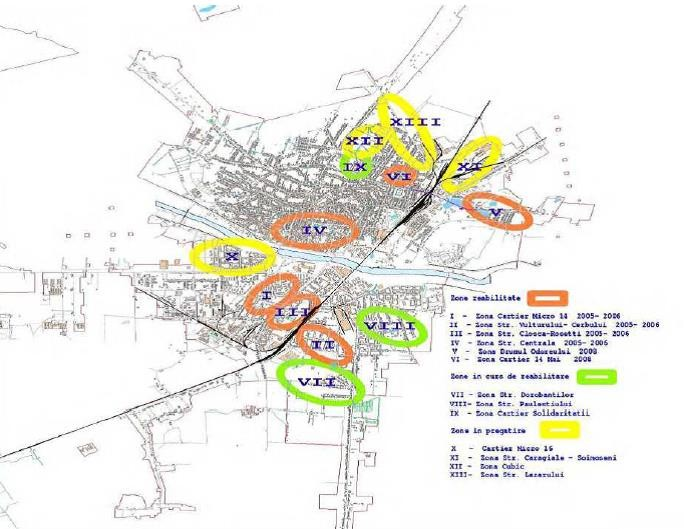 XIII
XII
IX
VI
XI
V
IV
X
I
III
VIII
II
VII
Zone reabilitate
I - Zona Cartier Micro 14 2005- 2006
II - Zona Str. Vulturului- Cerbului 2005- 2006
III - Zona Str. Closca-Rosetti 2005- 2006
IV - Zona Str. Centrala 2005- 2006
V - Zona Drumul Odoreului 2008
VI - Zona Cartier 14 Mai 2008
Zone in curs de reabilitare
VII - Zona Str. Dorobantilor
VIII- Zona Str. Paulestiului
IX - Zona Cartier Solidaritatii
Zone in pregatire
X - Cartier Micro 16
XI - Zona Str. Caragiale - Soimoseni
XII - Zona Cubic
XIII- Zona Str. Lazarului